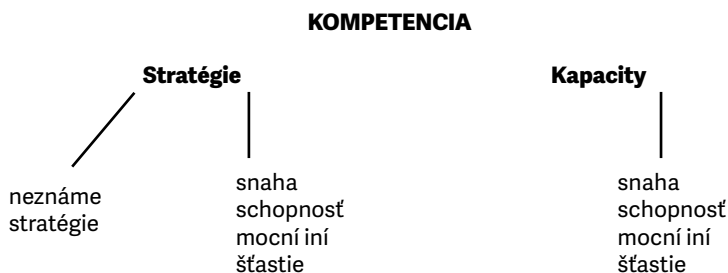 KOMPETENCIA
Stratégie
Kapacity
neznáme
stratégie
snaha
schopnosť
mocní iní
šťastie
snaha
schopnosť
mocní iní
šťastie